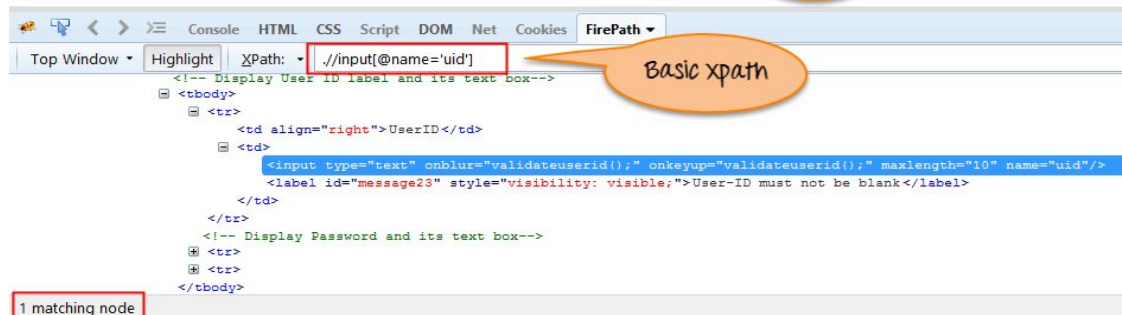 Console HTML CSS Script DOM Net Cookies FirePath
Top Window Highlight XPath: .//input[@name='uid']
Basic xpath
<!-- Display User ID label and its text box-->
<tbody>
<tr>
<td align="right">UserID</td>
<td>
<input type="text" onblur="validateuserid();" onkeyup="validateuserid();" maxlength="10" name="uid"/>
<label id="message23" style="visibility: visible;">User-ID must not be blank</label>
</td>
</tr>
<!-- Display Password and its text box-->
<tr>
<tr>
</tbody>
1 matching node